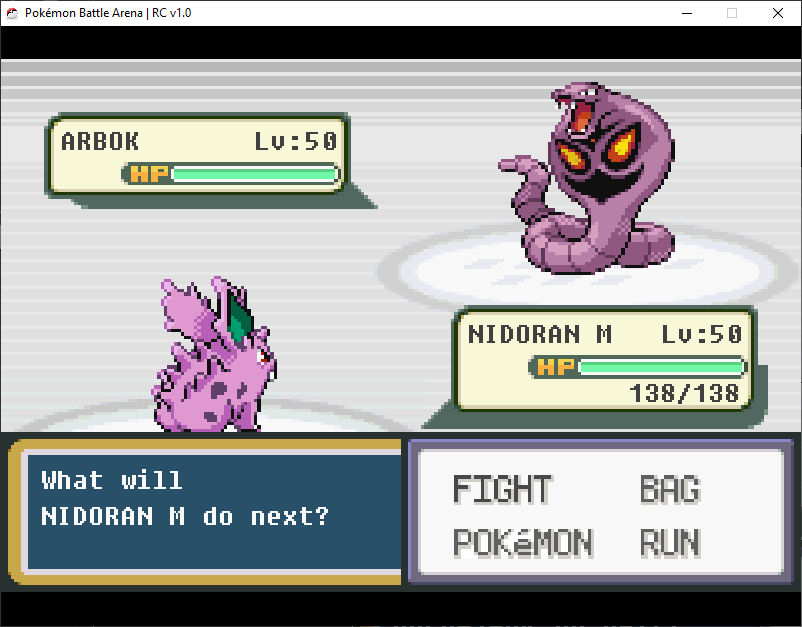 Pokémon Battle Arena | RC v1.0
ARBOK Lv:50
HP
NIDORAN M Lv:50
HP
138/138
What will
NIDORAN M do next?
FIGHT BAG
POKéMON RUN